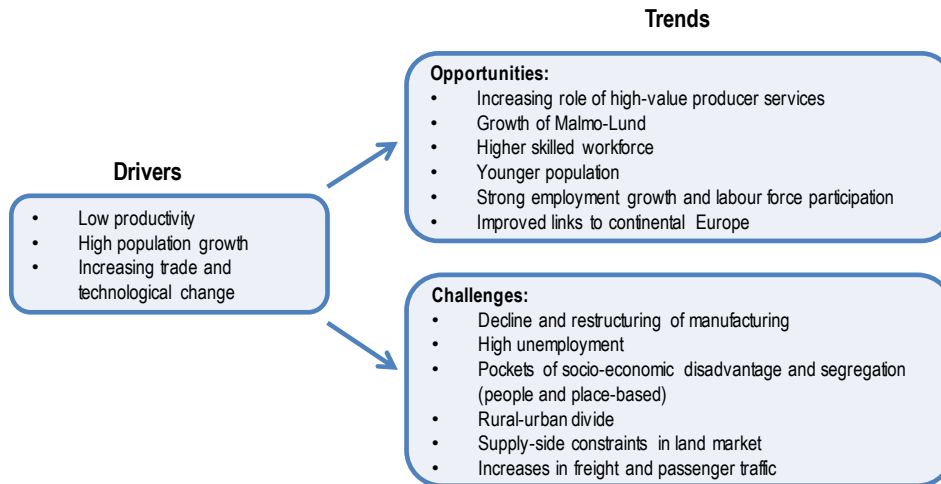 Trends
Opportunities:
• Increasing role of high-value producer services
• Growth of Malmo-Lund
• Higher skilled workforce
• Younger population
• Strong employment growth and labour force participation
• Improved links to continental Europe
Drivers
• Low productivity
• High population growth
• Increasing trade and
technological change
Challenges:
• Decline and restructuring of manufacturing
• High unemployment
• Pockets of socio-economic disadvantage and segregation
(people and place-based)
• Rural-urban divide
• Supply-side constraints in land market
• Increases in freight and passenger traffic